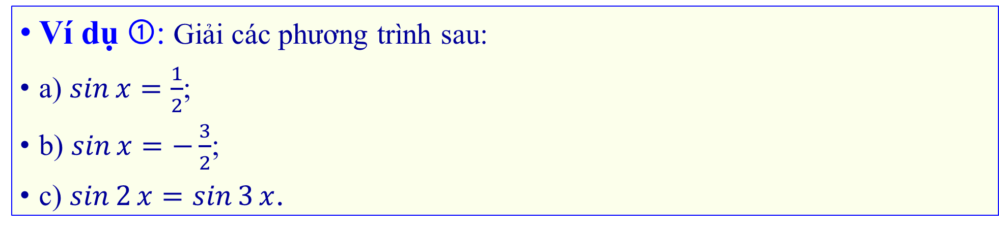 • Ví dụ ①: Giải các phương trình sau:
• a) sin x = 1/2;
• b) sin x = −3/2;
• c) sin 2 x = sin 3 x.